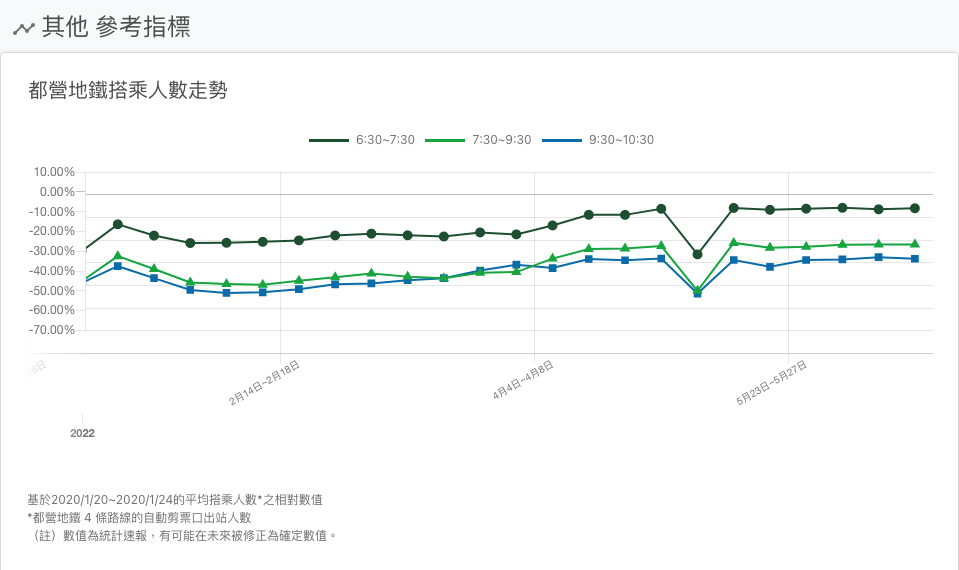 其他 參考指標
都營地鐵搭乘人數走勢
6:30~7:30 7:30~9:30 9:30~10:30
10.00%
0.00%
-10.00%
-20.00%
-30.00%
-40.00%
-50.00%
-60.00%
-70.00%
2月14日~2月18日 4月4日~4月8日 5月23日~5月27日
2022
基於2020/1/20~2020/1/24的平均搭乘人數*之相對數值
*都營地鐵 4 條路線的自動剪票口出站人數
（註）數值為統計速報，有可能在未來被修正為確定數值。